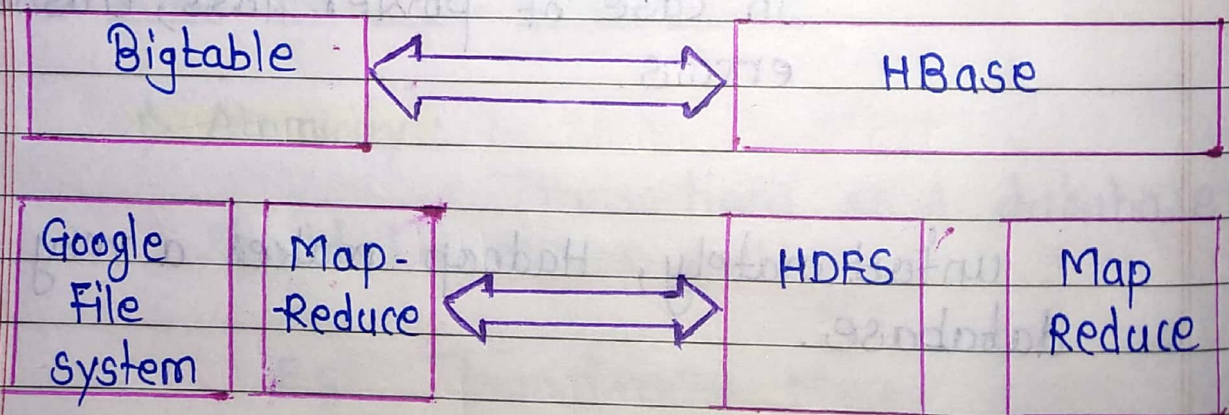 Bigtable
HBase
Google
File
system
Map-
-Reduce
HDFS
Map
Reduce